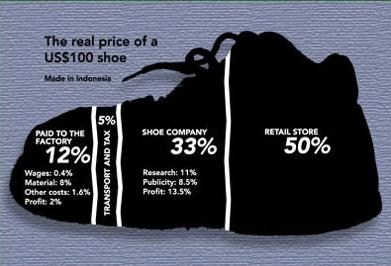 The real price of a
US$100 shoe
Made in Indonesia
PAID TO THE
FACTORY
12%
Wages: 0.4%
Material: 8%
Other costs: 1.6%
Profit: 2%
5%
TRANSPORT AND TAX
SHOE COMPANY
33%
Research: 11%
Publicity: 8.5%
Profit: 13.5%
RETAIL STORE
50%